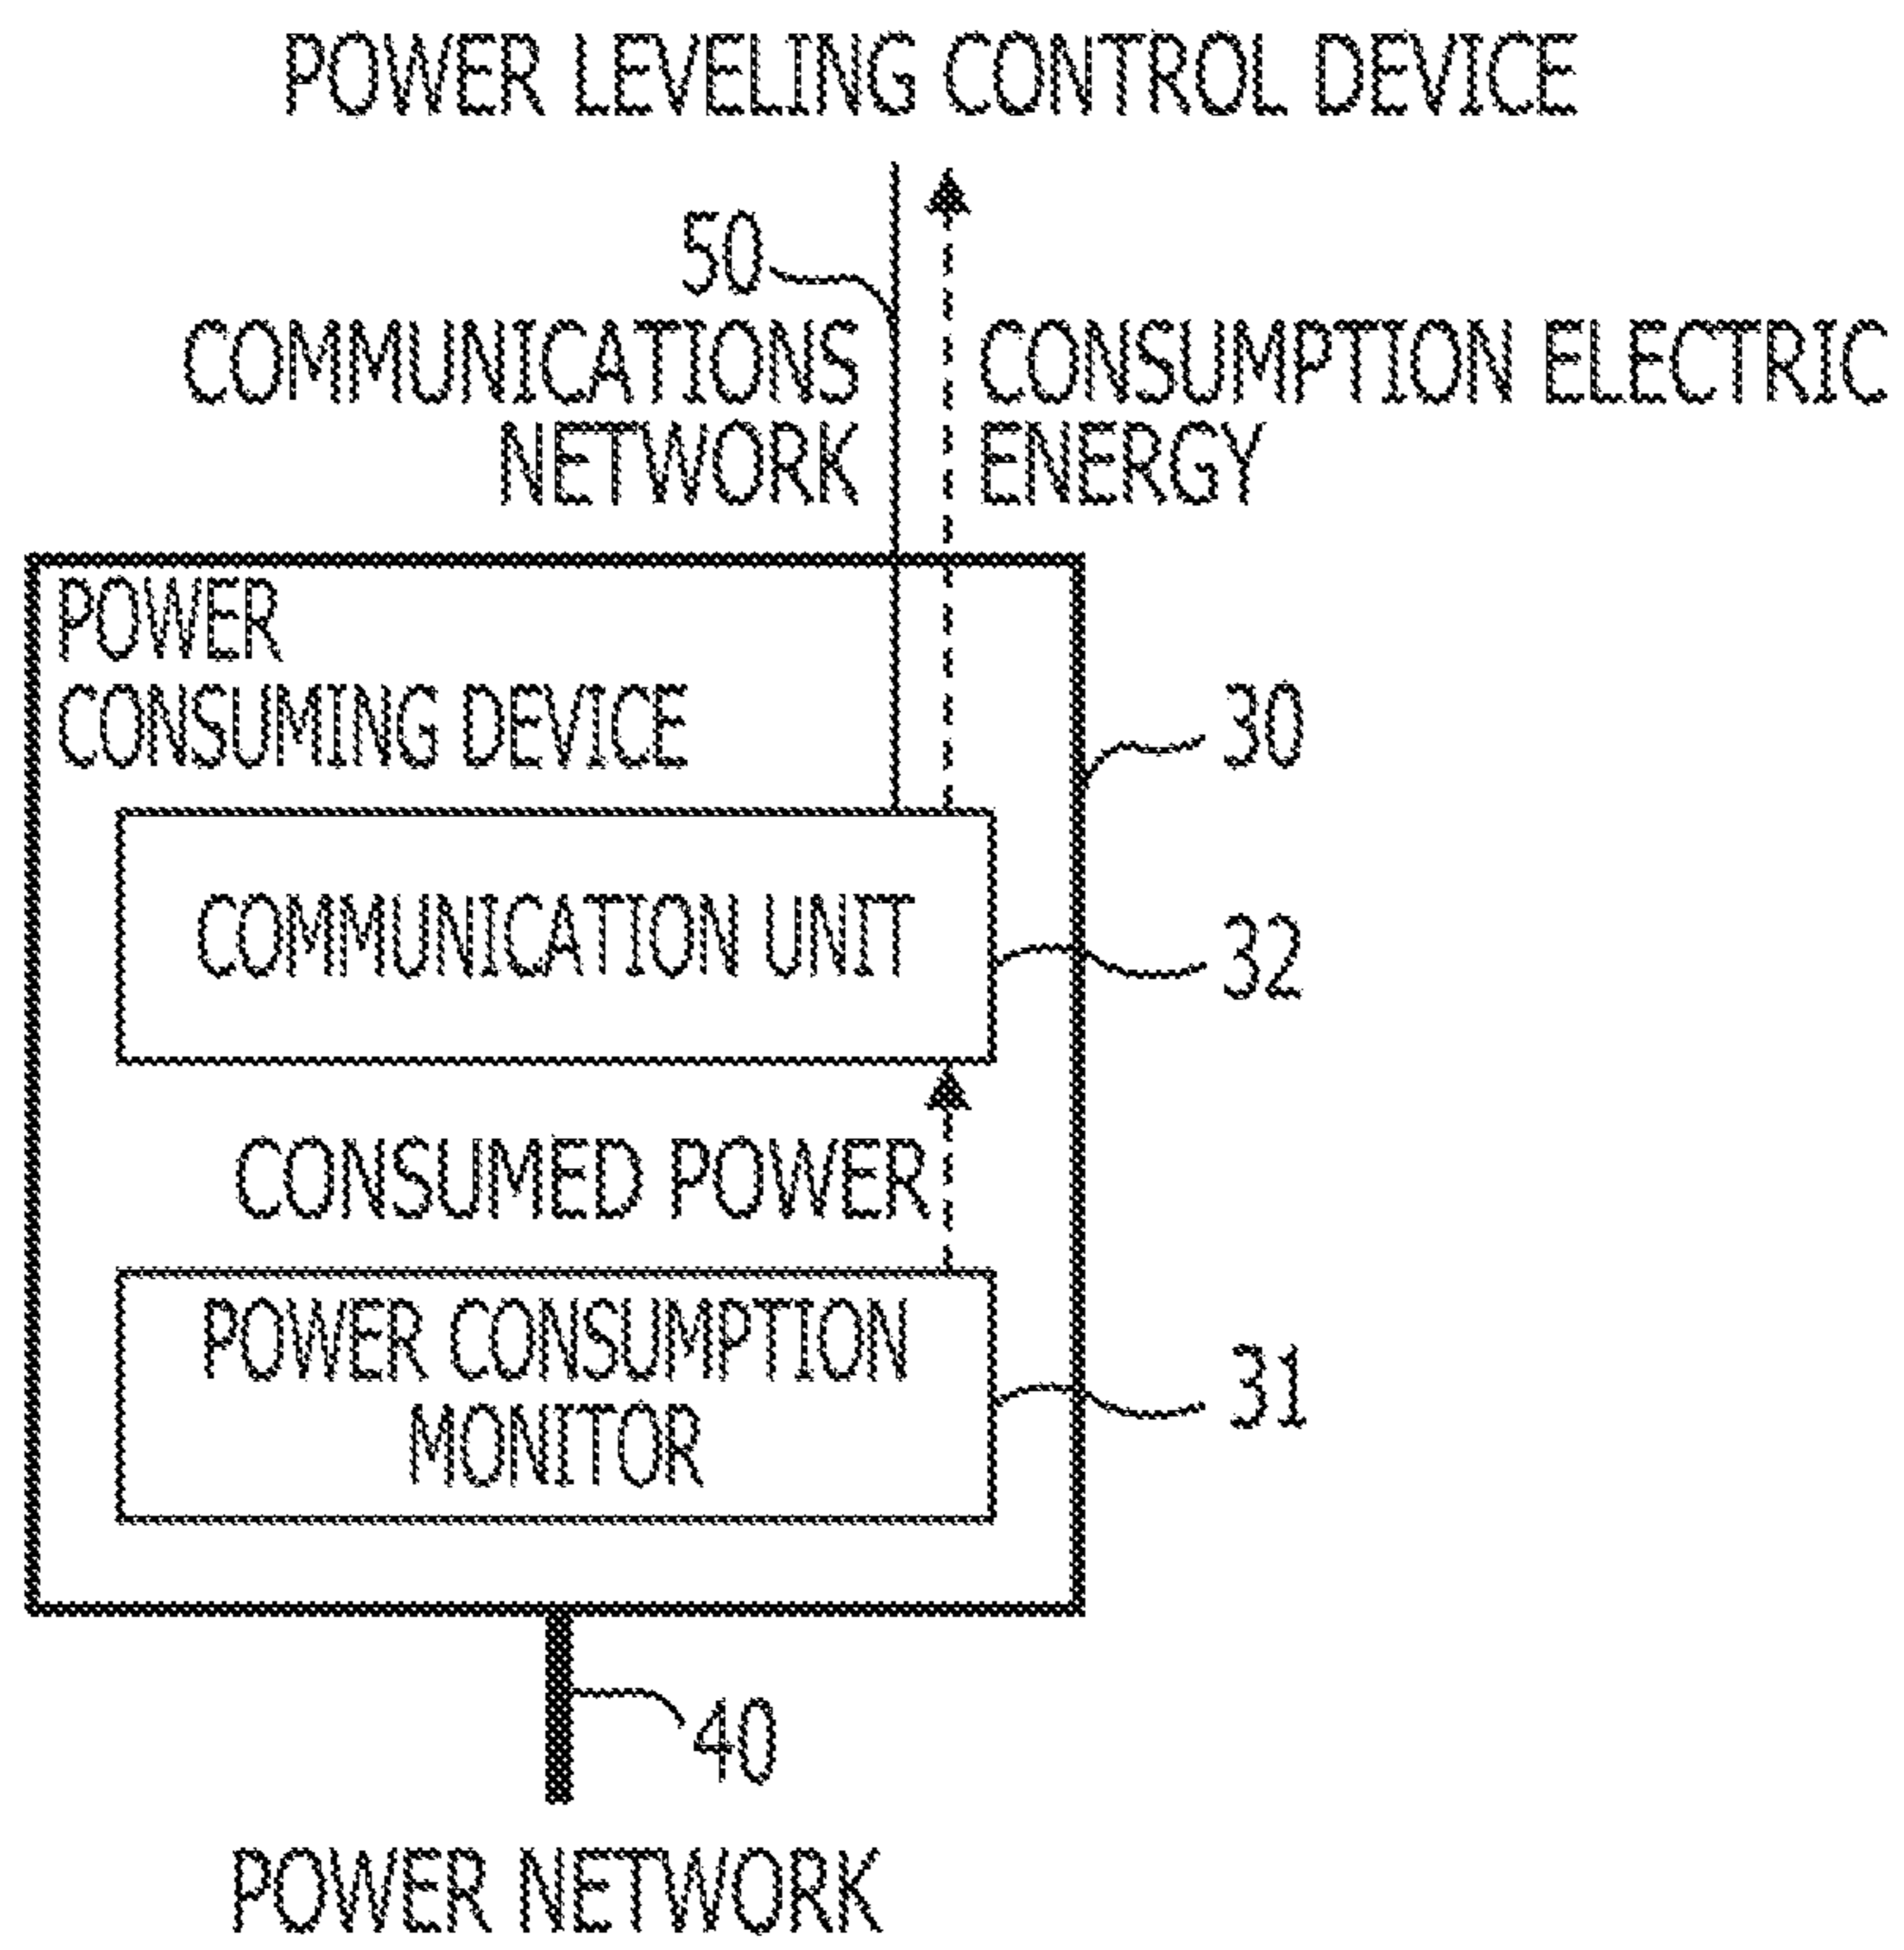 POWER LEVELING CONTROL DEVICE
50
COMMUNICATIONS
NETWORK
CONSUMPTION ELECTRIC
ENERGY
POWER
CONSUMING DEVICE
30
COMMUNICATION UNIT
32
CONSUMED POWER
POWER CONSUMPTION
MONITOR
31
40
POWER NETWORK